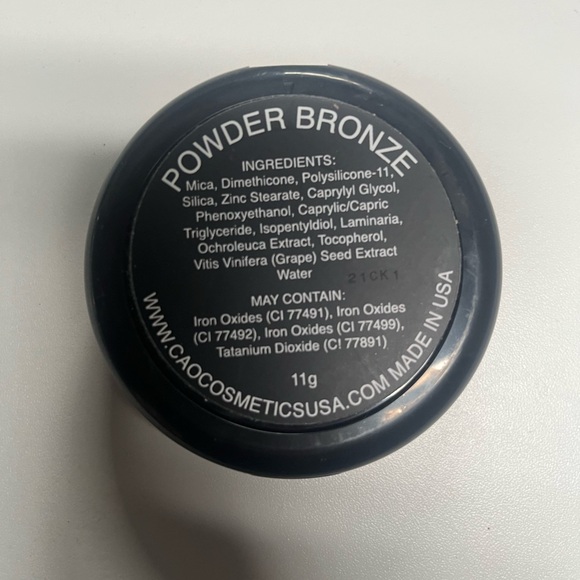 POWDER BRONZE
INGREDIENTS:
Mica, Dimethicone, Polysilicone-11,
Silica, Zinc Stearate, Caprylyl Glycol,
Phenoxyethanol, Caprylic/Capric
Triglyceride, Isopentyldiol, Laminaria,
Ochroleuca Extract, Tocopherol,
Vitis Vinifera (Grape) Seed Extract
Water
21CK1
MAY CONTAIN:
Iron Oxides (CI 77491), Iron Oxides
(CI 77492), Iron Oxides (CI 77499),
Tatanium Dioxide (C! 77891)
11g
WWW.CAOCOSMETICSUSA.COM MADE IN USA